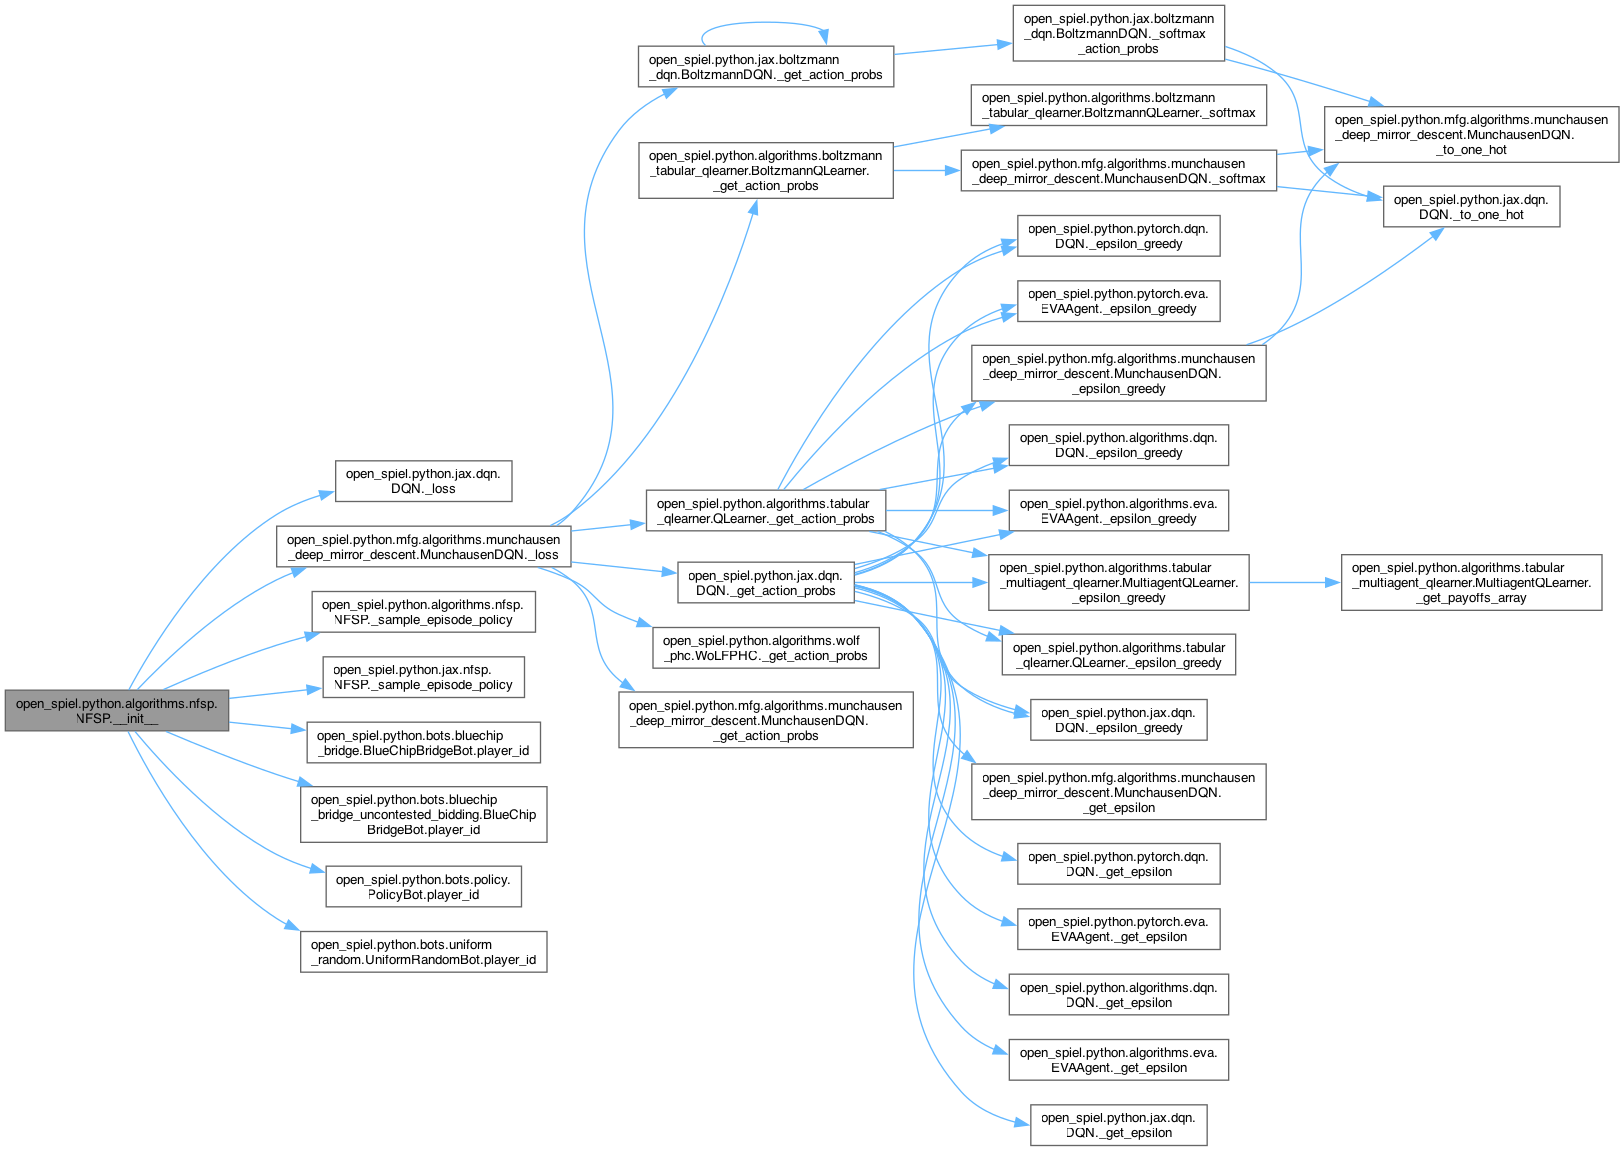 open_spiel.python.algorithms.nfsp.
NFSP.__init__
open_spiel.python.jax.dqn.
DQN._loss
open_spiel.python.mfg.algorithms.munchausen
_deep_mirror_descent.MunchausenDQN._loss
open_spiel.python.algorithms.nfsp.
NFSP._sample_episode_policy
open_spiel.python.jax.nfsp.
NFSP._sample_episode_policy
open_spiel.python.bots.bluechip
_bridge.BlueChipBridgeBot.player_id
open_spiel.python.bots.bluechip
_bridge_uncontested_bidding.BlueChip
BridgeBot.player_id
open_spiel.python.bots.policy.
PolicyBot.player_id
open_spiel.python.bots.uniform
_random.UniformRandomBot.player_id
open_spiel.python.jax.boltzmann
_dqn.BoltzmannDQN._get_action_probs
open_spiel.python.algorithms.boltzmann
_tabular_qlearner.BoltzmannQLearner.
_get_action_probs
open_spiel.python.algorithms.tabular
_qlearner.QLearner._get_action_probs
open_spiel.python.jax.dqn.
DQN._get_action_probs
open_spiel.python.algorithms.wolf
_phc.WoLFPHC._get_action_probs
open_spiel.python.mfg.algorithms.munchausen
_deep_mirror_descent.MunchausenDQN.
_get_action_probs
open_spiel.python.jax.boltzmann
_dqn.BoltzmannDQN._softmax
_action_probs
open_spiel.python.algorithms.boltzmann
_tabular_qlearner.BoltzmannQLearner._softmax
open_spiel.python.mfg.algorithms.munchausen
_deep_mirror_descent.MunchausenDQN._softmax
open_spiel.python.pytorch.dqn.
DQN._epsilon_greedy
open_spiel.python.pytorch.eva.
EVAAgent._epsilon_greedy
open_spiel.python.mfg.algorithms.munchausen
_deep_mirror_descent.MunchausenDQN.
_epsilon_greedy
open_spiel.python.algorithms.dqn.
DQN._epsilon_greedy
open_spiel.python.algorithms.eva.
EVAAgent._epsilon_greedy
open_spiel.python.algorithms.tabular
_multiagent_qlearner.MultiagentQLearner.
_epsilon_greedy
open_spiel.python.algorithms.tabular
_qlearner.QLearner._epsilon_greedy
open_spiel.python.jax.dqn.
DQN._epsilon_greedy
open_spiel.python.mfg.algorithms.munchausen
_deep_mirror_descent.MunchausenDQN.
_get_epsilon
open_spiel.python.pytorch.dqn.
DQN._get_epsilon
open_spiel.python.pytorch.eva.
EVAAgent._get_epsilon
open_spiel.python.algorithms.dqn.
DQN._get_epsilon
open_spiel.python.algorithms.eva.
EVAAgent._get_epsilon
open_spiel.python.jax.dqn.
DQN._get_epsilon
open_spiel.python.mfg.algorithms.munchausen
_deep_mirror_descent.MunchausenDQN.
_to_one_hot
open_spiel.python.jax.dqn.
DQN._to_one_hot
open_spiel.python.algorithms.tabular
_multiagent_qlearner.MultiagentQLearner.
_get_payoffs_array